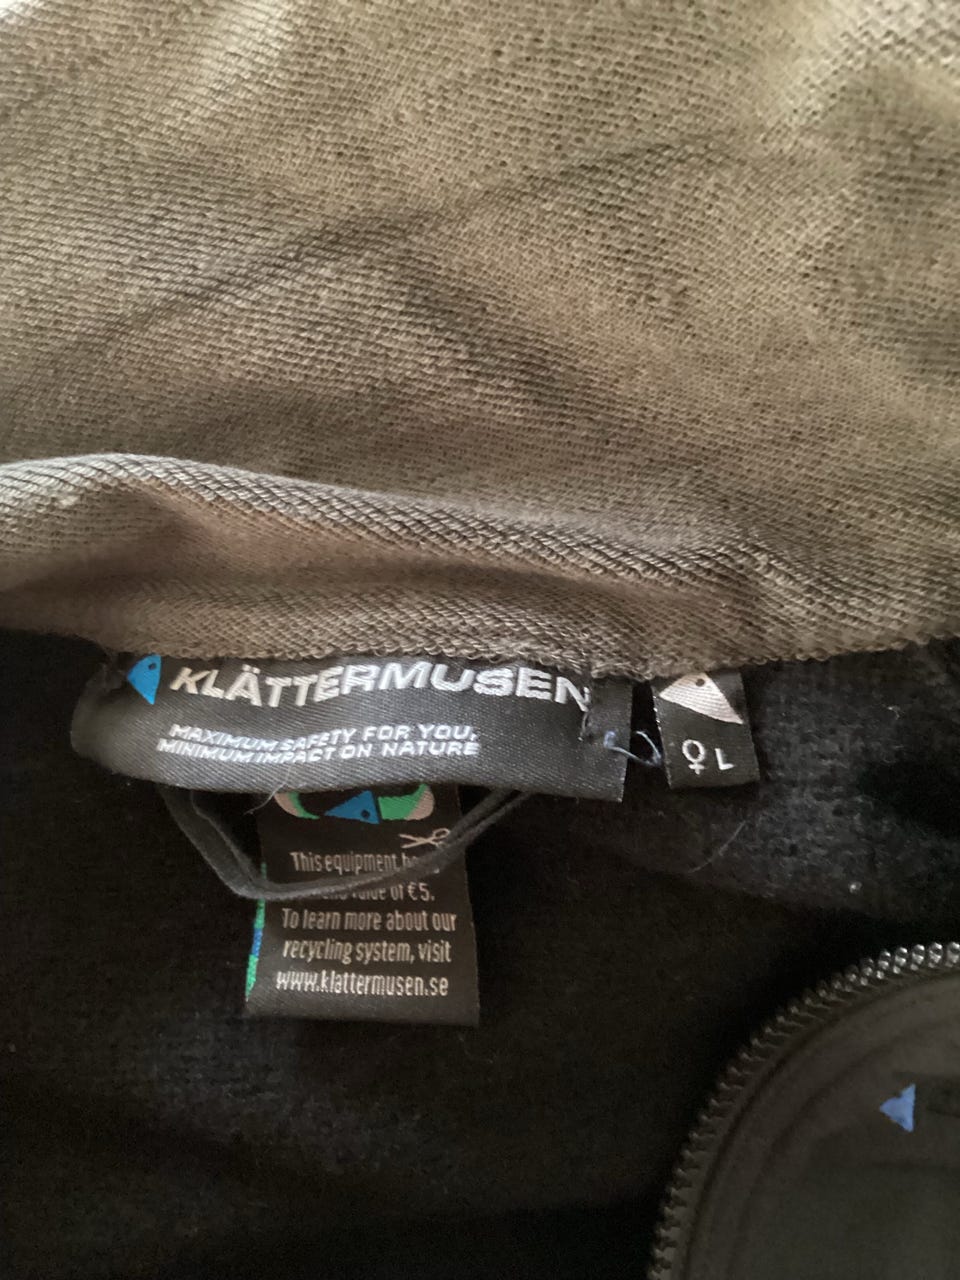 KLÄTTERMUSEN
MAXIMUM SAFETY FOR YOU,
MINIMUM IMPACT ON NATURE
♀ L
This equipment
value of €5.
To learn more about our
recycling system, visit
www.klattermusen.se